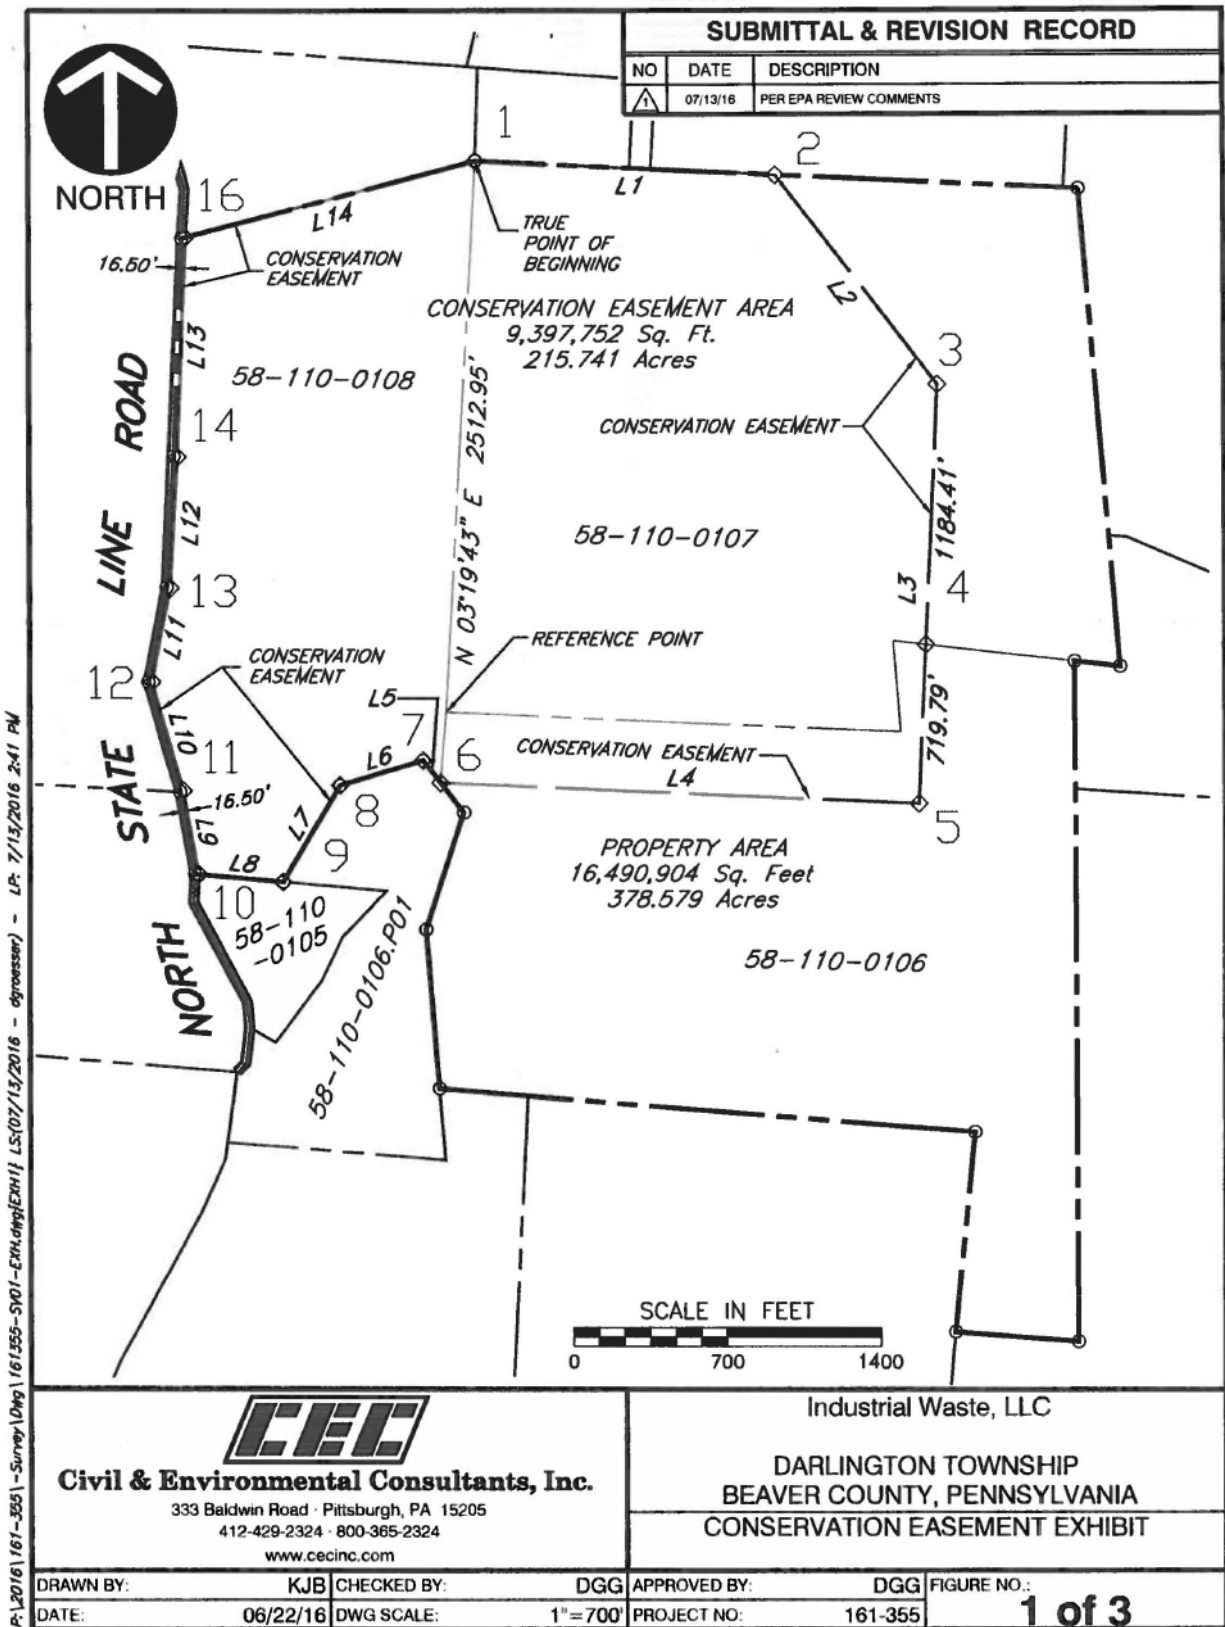 SUBMITTAL & REVISION RECORD
NO DATE DESCRIPTION
1 07/13/16 PER EPA REVIEW COMMENTS
NORTH
1
2
L1
16
L14
TRUE
POINT OF
BEGINNING
16.50'
CONSERVATION
EASEMENT
L2
CONSERVATION EASEMENT AREA
9,397,752 Sq. Ft.
215.741 Acres
3
L13
58-110-0108
N 03°19'43" E 2512.95'
CONSERVATION EASEMENT
14
1184.41'
L12
58-110-0107
NORTH STATE LINE ROAD
13
L3
4
L11
REFERENCE POINT
CONSERVATION
EASEMENT
12
L5
L10
7
6
719.79'
CONSERVATION EASEMENT
L4
11
L6
16.50'
8
5
L7
L9
9
PROPERTY AREA
16,490,904 Sq. Feet
378.579 Acres
L8
10
58-110
-0105
58-110-0106.P01
58-110-0106
SCALE IN FEET
0 700 1400
P:\2016\161-355\-Survey\Dwg\161355-SV01-EXH.dwg{EXH1} LS:(07/13/2016 - dgroesser) - LP: 7/13/2016 2:41 PM
CEC
Civil & Environmental Consultants, Inc.
333 Baldwin Road · Pittsburgh, PA 15205
412-429-2324 · 800-365-2324
www.cecinc.com
Industrial Waste, LLC
DARLINGTON TOWNSHIP
BEAVER COUNTY, PENNSYLVANIA
CONSERVATION EASEMENT EXHIBIT
DRAWN BY: KJB CHECKED BY: DGG APPROVED BY: DGG FIGURE NO.:
DATE: 06/22/16 DWG SCALE: 1"=700' PROJECT NO: 161-355 1 of 3